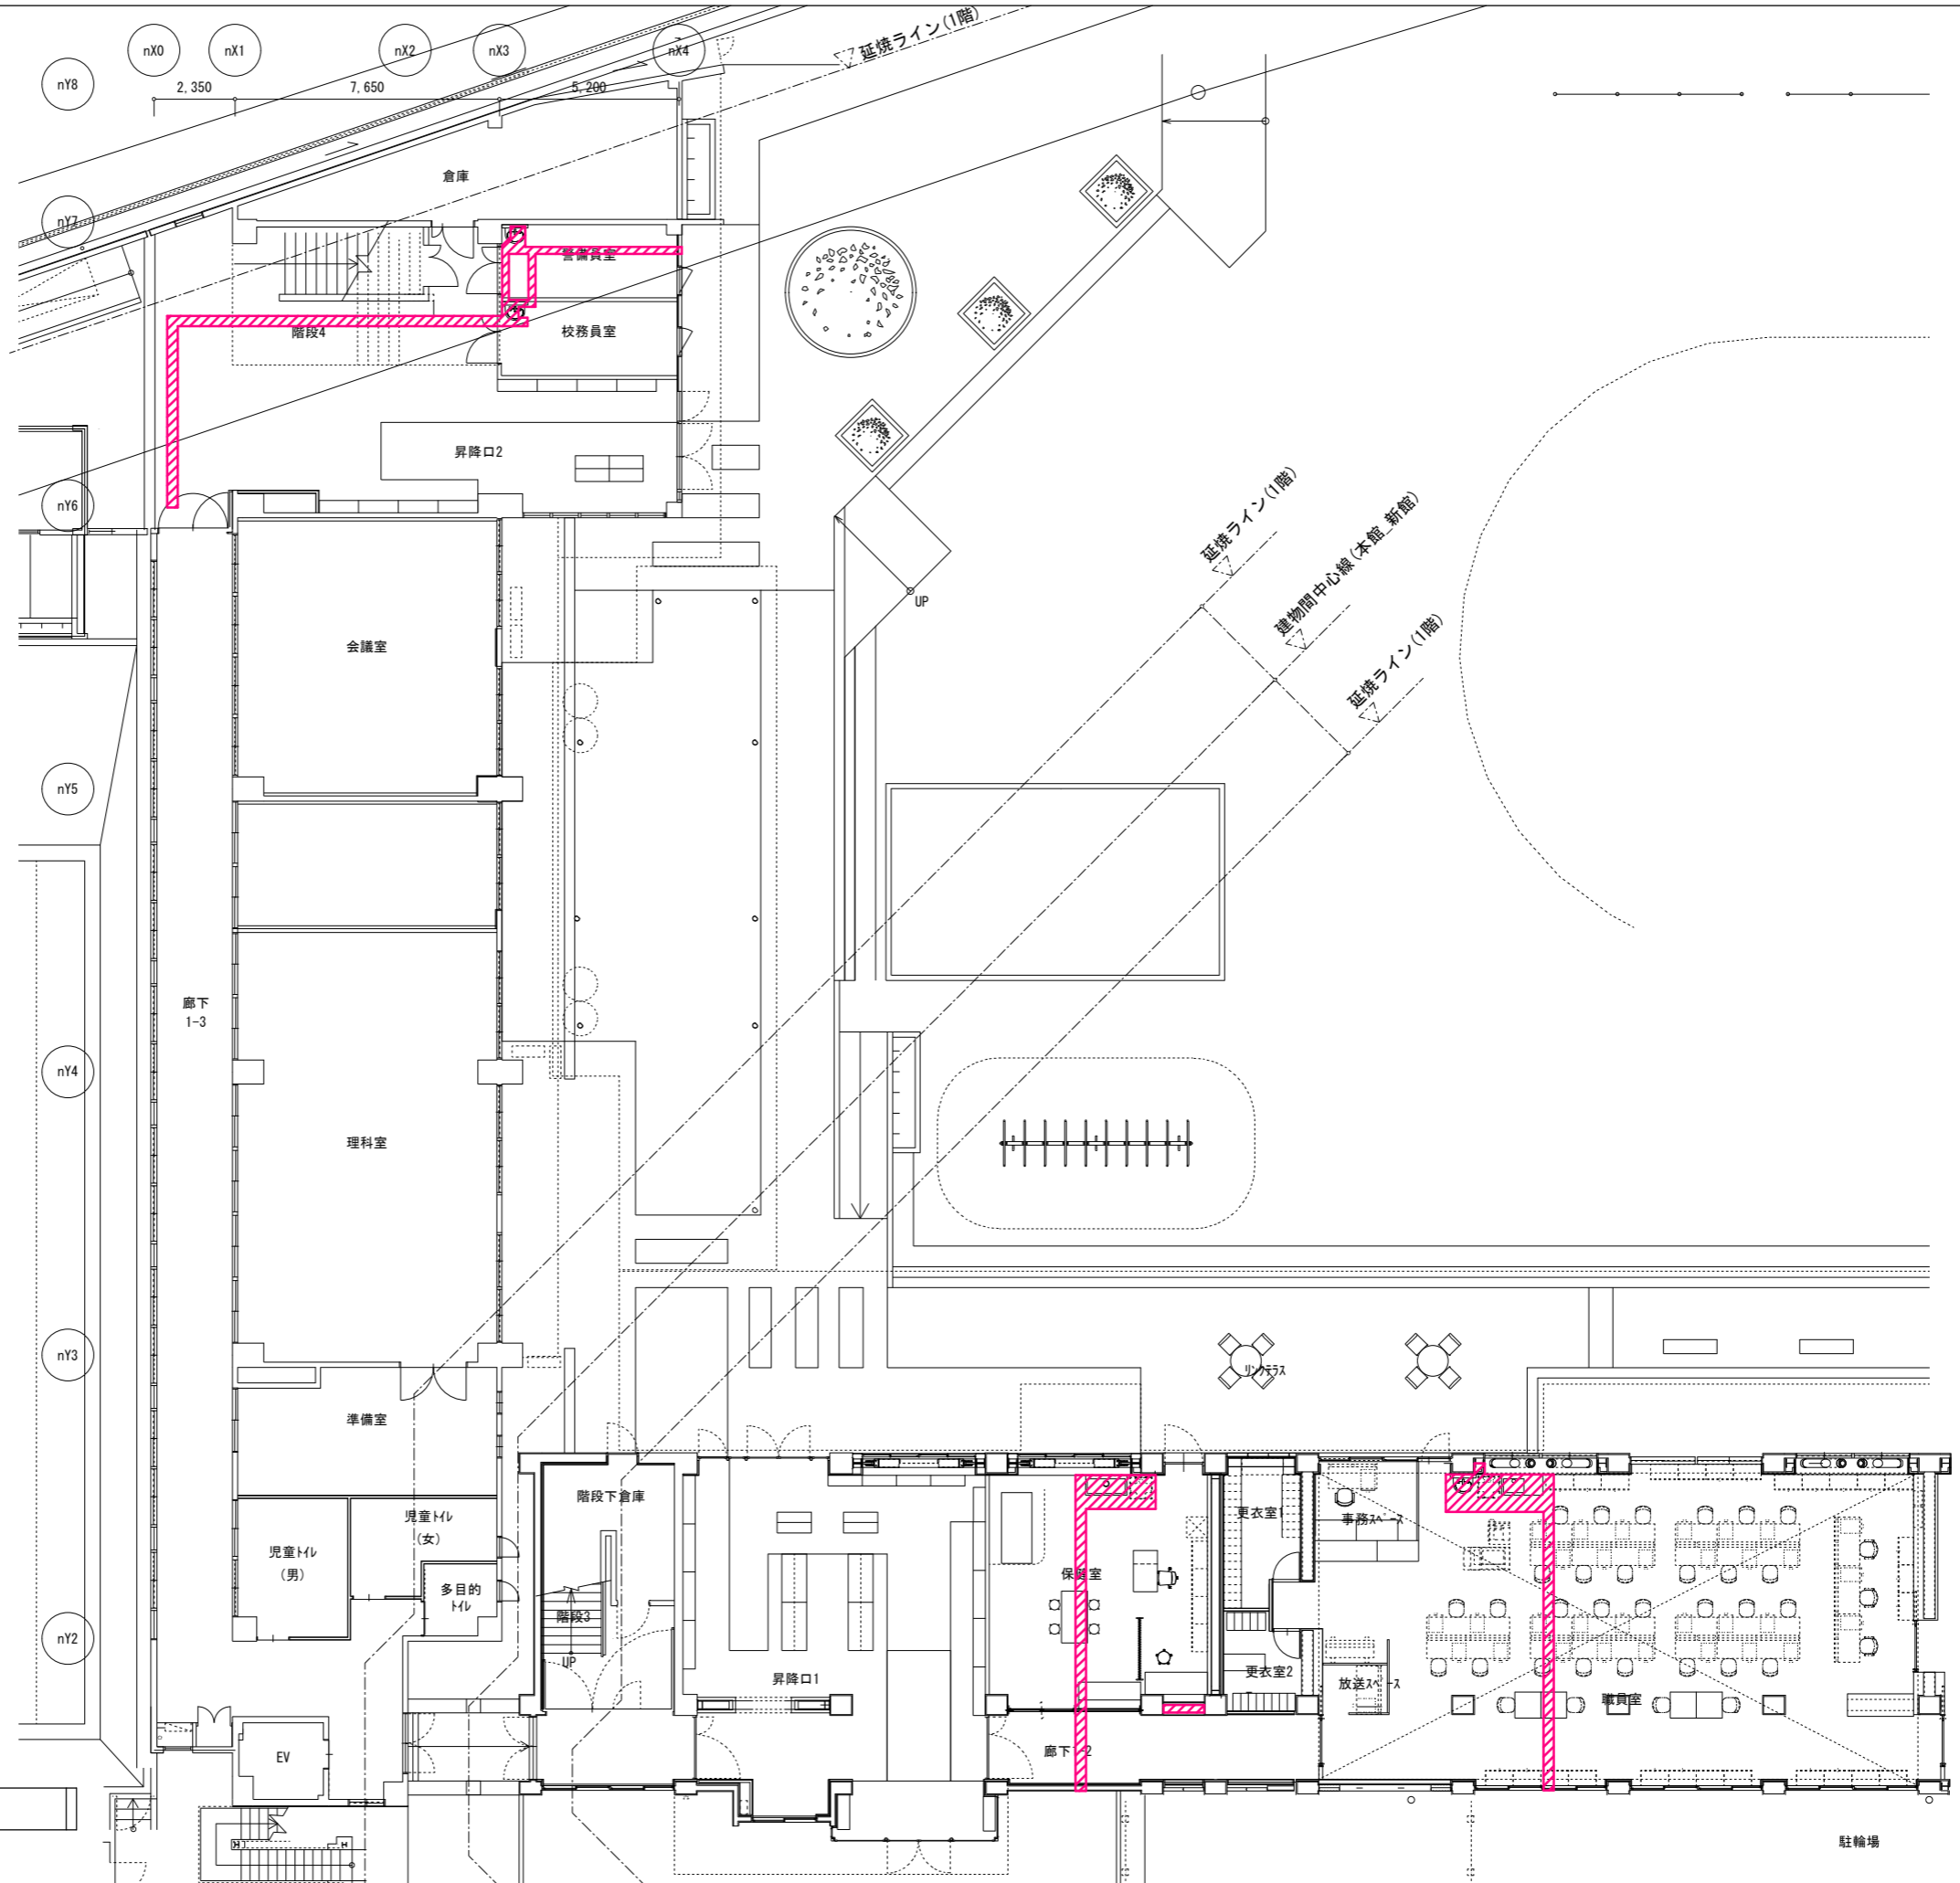 nX0
nX1
nX2
nX3
nX4
延焼ライン(1階)
nY8
2,350
7,650
5,200
倉庫
nY7
警備員室
階段4
校務員室
昇降口2
nY6
延焼ライン(1階)
建物間中心線(本館_新館)
延焼ライン(1階)
UP
会議室
nY5
廊下
1-3
nY4
理科室
nY3
リンクテラス
準備室
階段下倉庫
児童トイレ
(女)
児童トイレ
(男)
多目的
トイレ
更衣室1
事務スペース
保健室
階段3
UP
nY2
昇降口1
更衣室2
放送スペース
職員室
EV
廊下1-2
駐輪場